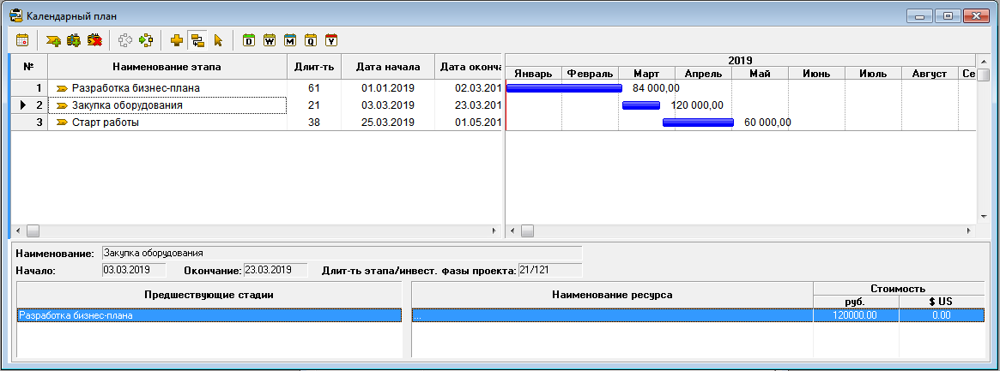 Календарный план
D W M Q Y
№ Наименование этапа Длит-ть Дата начала Дата оконча
2019
Январь Февраль Март Апрель Май Июнь Июль Август Се
1 Разработка бизнес-плана 61 01.01.2019 02.03.201 84 000,00
2 Закупка оборудования 21 03.03.2019 23.03.201 120 000,00
3 Старт работы 38 25.03.2019 01.05.201 60 000,00
Наименование: Закупка оборудования
Начало: 03.03.2019 Окончание: 23.03.2019 Длит-ть этапа/инвест. фазы проекта: 21/121
Предшествующие стадии Наименование ресурса Стоимость
руб. $ US
Разработка бизнес-плана ... 120000.00 0.00